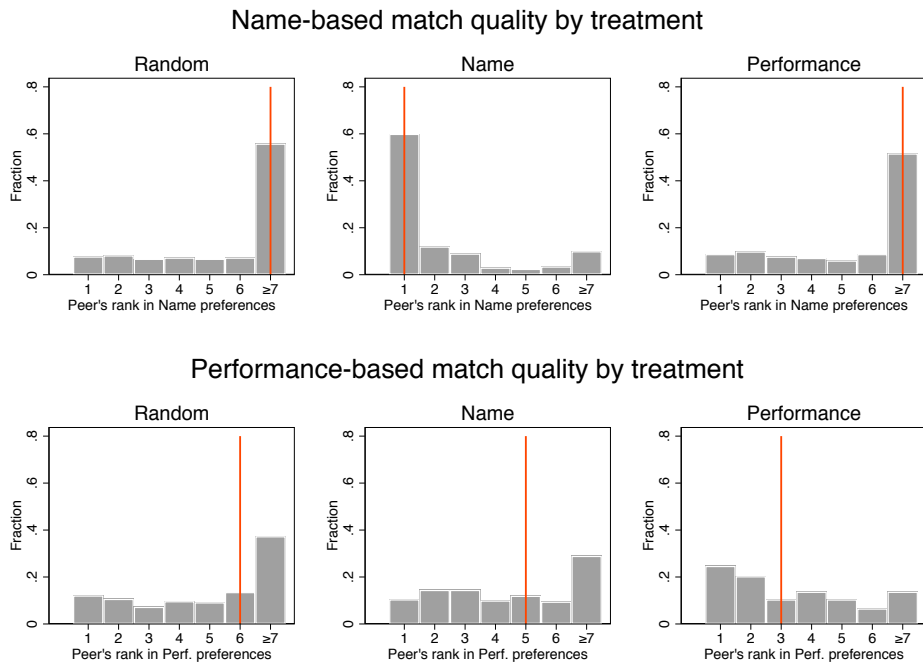 Name-based match quality by treatment
Random Name Performance
Fraction 0 .2 .4 .6 .8
1 2 3 4 5 6 ≥7
Peer's rank in Name preferences
Fraction 0 .2 .4 .6 .8
1 2 3 4 5 6 ≥7
Peer's rank in Name preferences
Fraction 0 .2 .4 .6 .8
1 2 3 4 5 6 ≥7
Peer's rank in Name preferences
Performance-based match quality by treatment
Random Name Performance
Fraction 0 .2 .4 .6 .8
1 2 3 4 5 6 ≥7
Peer's rank in Perf. preferences
Fraction 0 .2 .4 .6 .8
1 2 3 4 5 6 ≥7
Peer's rank in Perf. preferences
Fraction 0 .2 .4 .6 .8
1 2 3 4 5 6 ≥7
Peer's rank in Perf. preferences